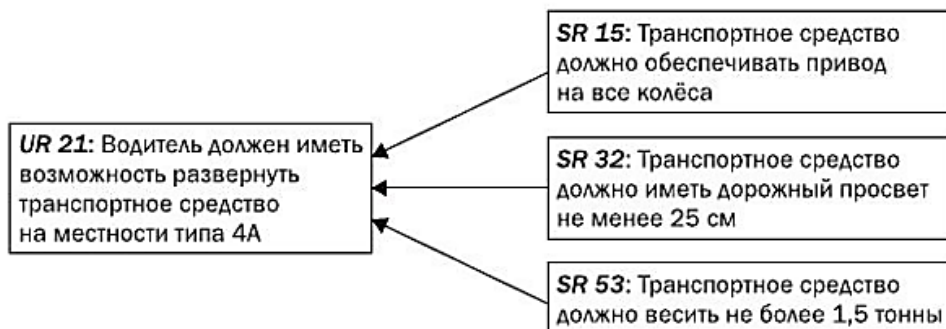 UR 21: Водитель должен иметь
возможность развернуть
транспортное средство
на местности типа 4А
SR 15: Транспортное средство
должно обеспечивать привод
на все колёса
SR 32: Транспортное средство
должно иметь дорожный просвет
не менее 25 см
SR 53: Транспортное средство
должно весить не более 1,5 тонны